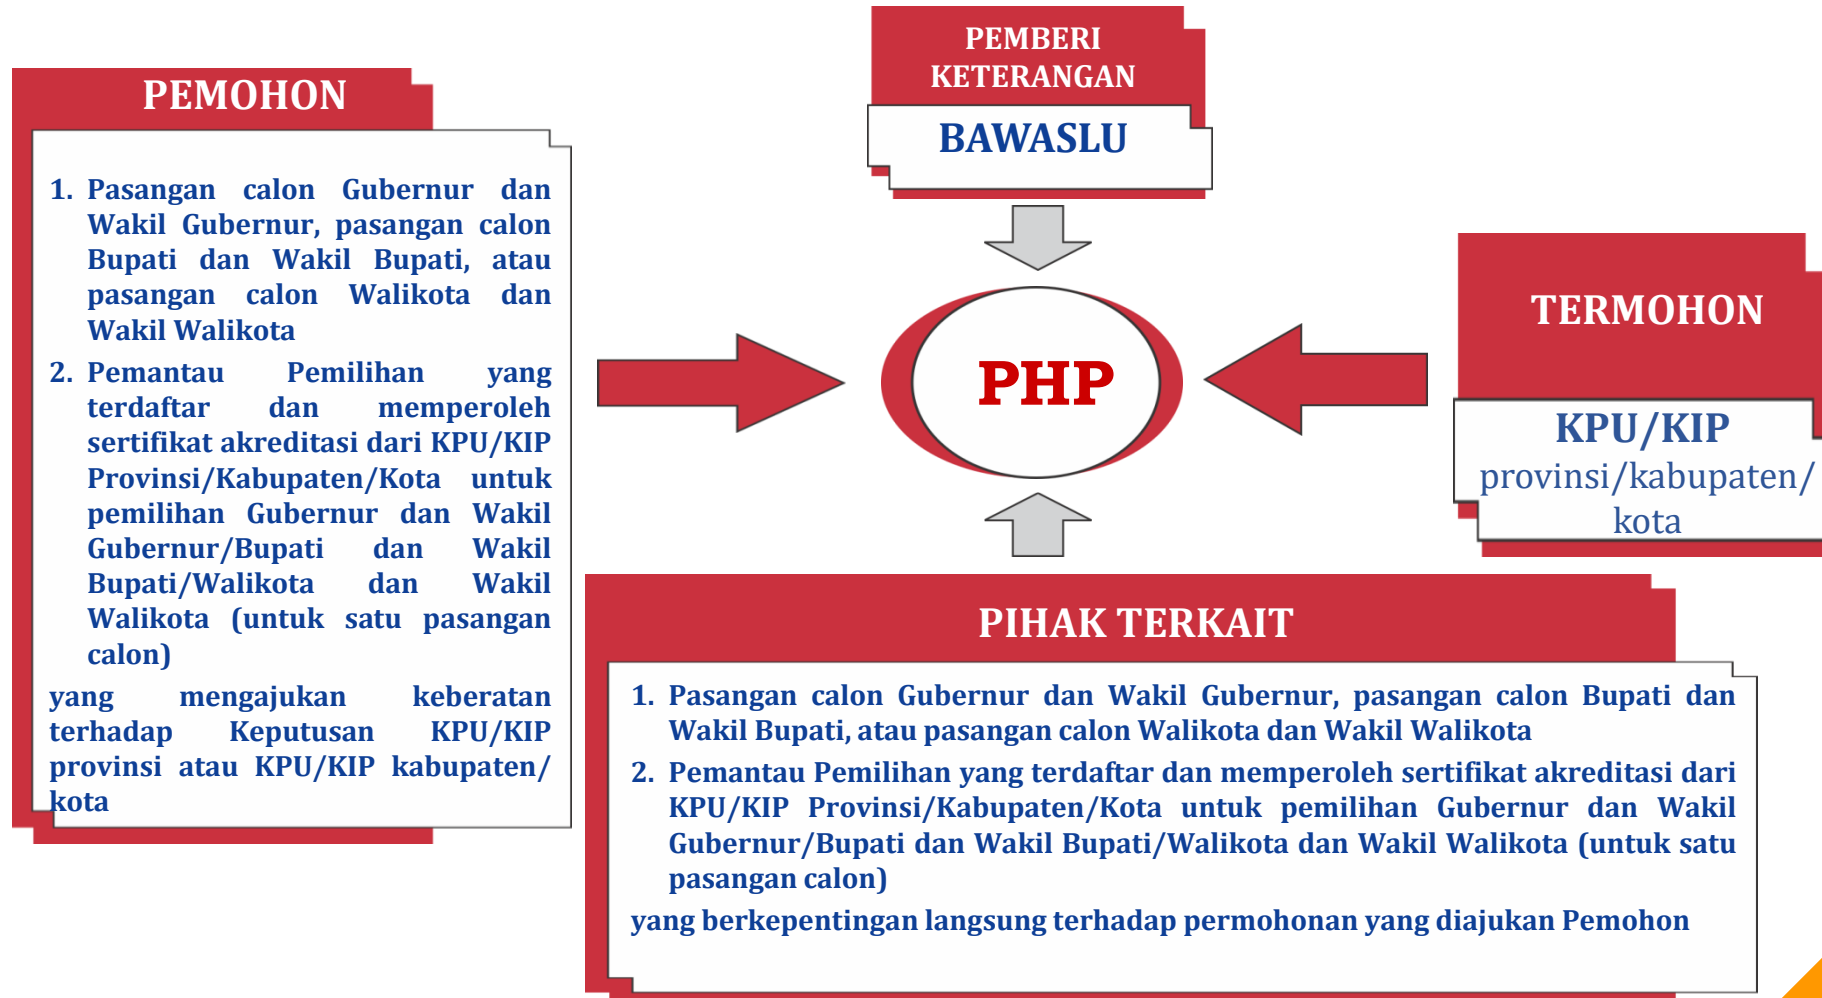 PEMOHON
1. Pasangan calon Gubernur dan
Wakil Gubernur, pasangan calon
Bupati dan Wakil Bupati, atau
pasangan calon Walikota dan
Wakil Walikota
2. Pemantau Pemilihan yang
terdaftar dan memperoleh
sertifikat akreditasi dari KPU/KIP
Provinsi/Kabupaten/Kota untuk
pemilihan Gubernur dan Wakil
Gubernur/Bupati dan Wakil
Bupati/Walikota dan Wakil
Walikota (untuk satu pasangan
calon)
yang mengajukan keberatan
terhadap Keputusan KPU/KIP
provinsi atau KPU/KIP kabupaten/
kota
PEMBERI
KETERANGAN
BAWASLU
PHP
TERMOHON
KPU/KIP
provinsi/kabupaten/
kota
PIHAK TERKAIT
1. Pasangan calon Gubernur dan Wakil Gubernur, pasangan calon Bupati dan
Wakil Bupati, atau pasangan calon Walikota dan Wakil Walikota
2. Pemantau Pemilihan yang terdaftar dan memperoleh sertifikat akreditasi dari
KPU/KIP Provinsi/Kabupaten/Kota untuk pemilihan Gubernur dan Wakil
Gubernur/Bupati dan Wakil Bupati/Walikota dan Wakil Walikota (untuk satu
pasangan calon)
yang berkepentingan langsung terhadap permohonan yang diajukan Pemohon